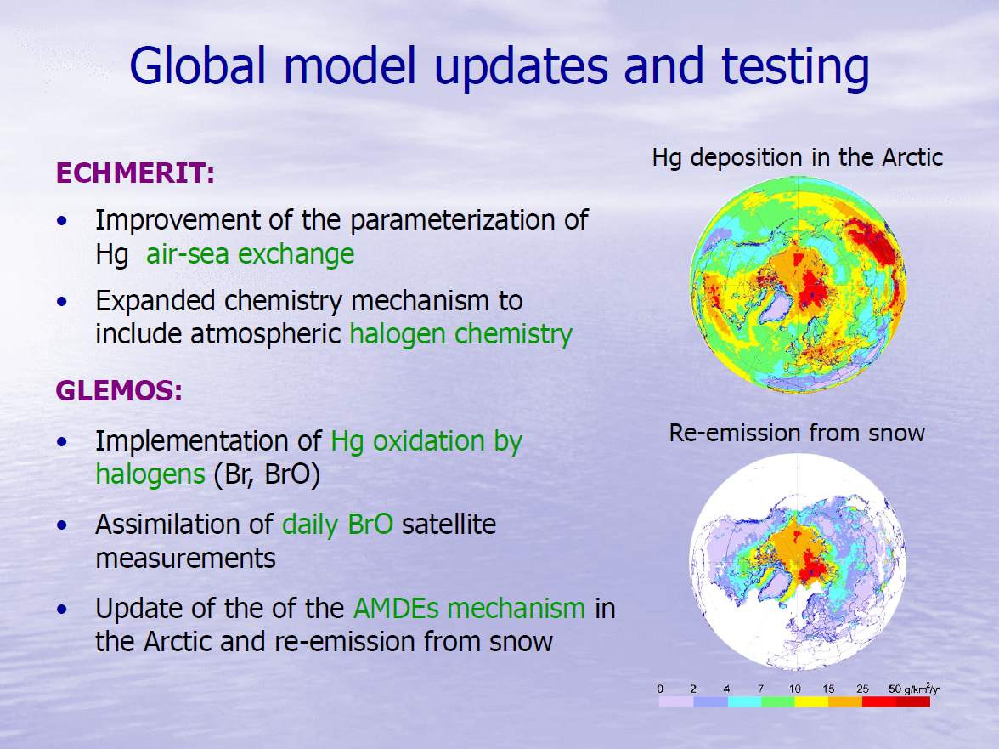 Global model updates and testing
ECHMERIT:
• Improvement of the parameterization of
Hg air-sea exchange
• Expanded chemistry mechanism to
include atmospheric halogen chemistry
GLEMOS:
• Implementation of Hg oxidation by
halogens (Br, BrO)
• Assimilation of daily BrO satellite
measurements
• Update of the of the AMDEs mechanism in
the Arctic and re-emission from snow
Hg deposition in the Arctic
Re-emission from snow
0 2 4 7 10 15 25 50 g/km²/y